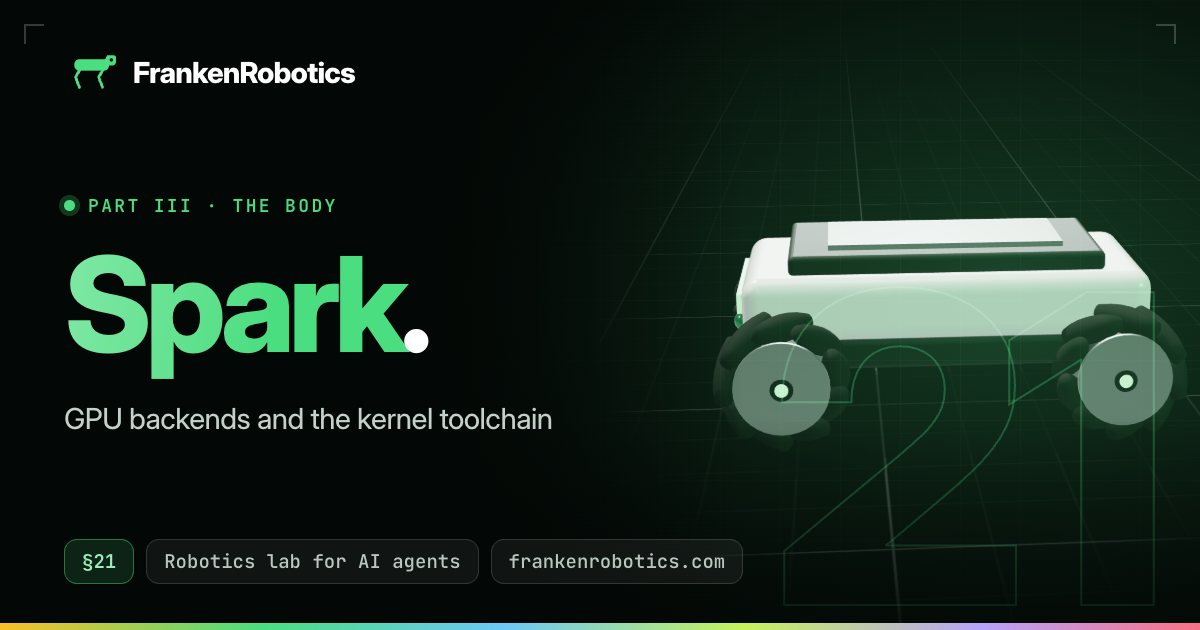 FrankenRobotics
PART III · THE BODY
Spark.
GPU backends and the kernel toolchain
21
§21
Robotics lab for AI agents
frankenrobotics.com